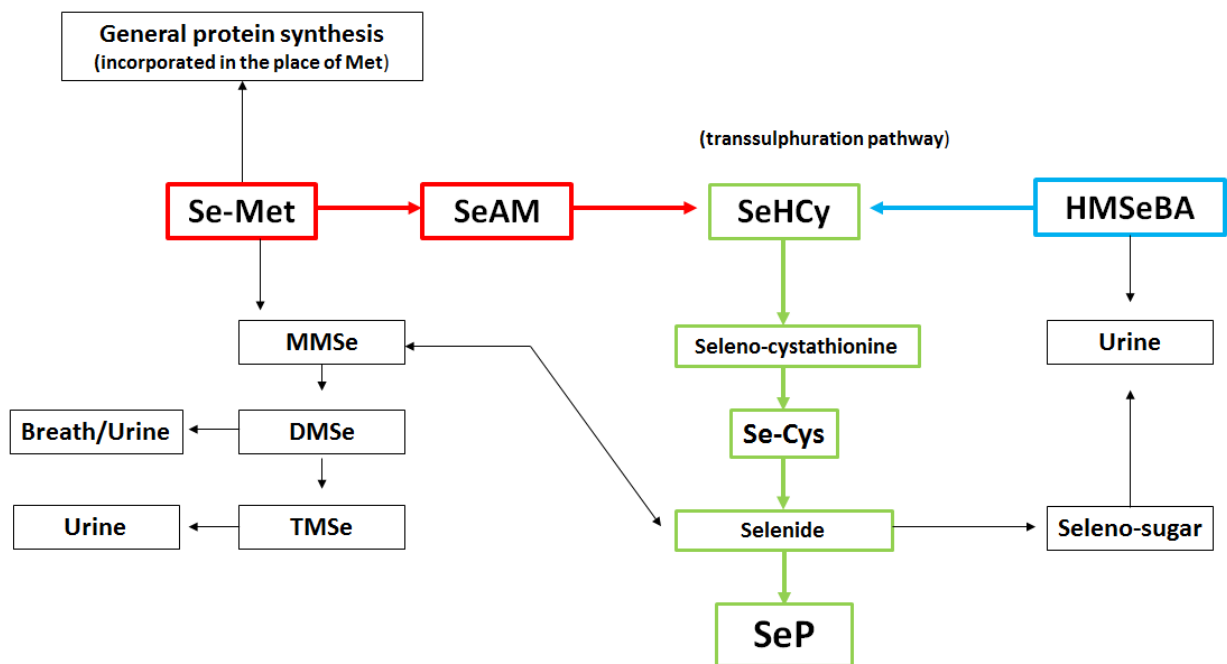 General protein synthesis
(incorporated in the place of Met)
(transsulphuration pathway)
Se-Met
SeAM
SeHCy
HMSeBA
MMSe
Seleno-cystathionine
Urine
Breath/Urine
DMSe
Se-Cys
Urine
TMSe
Selenide
Seleno-sugar
SeP